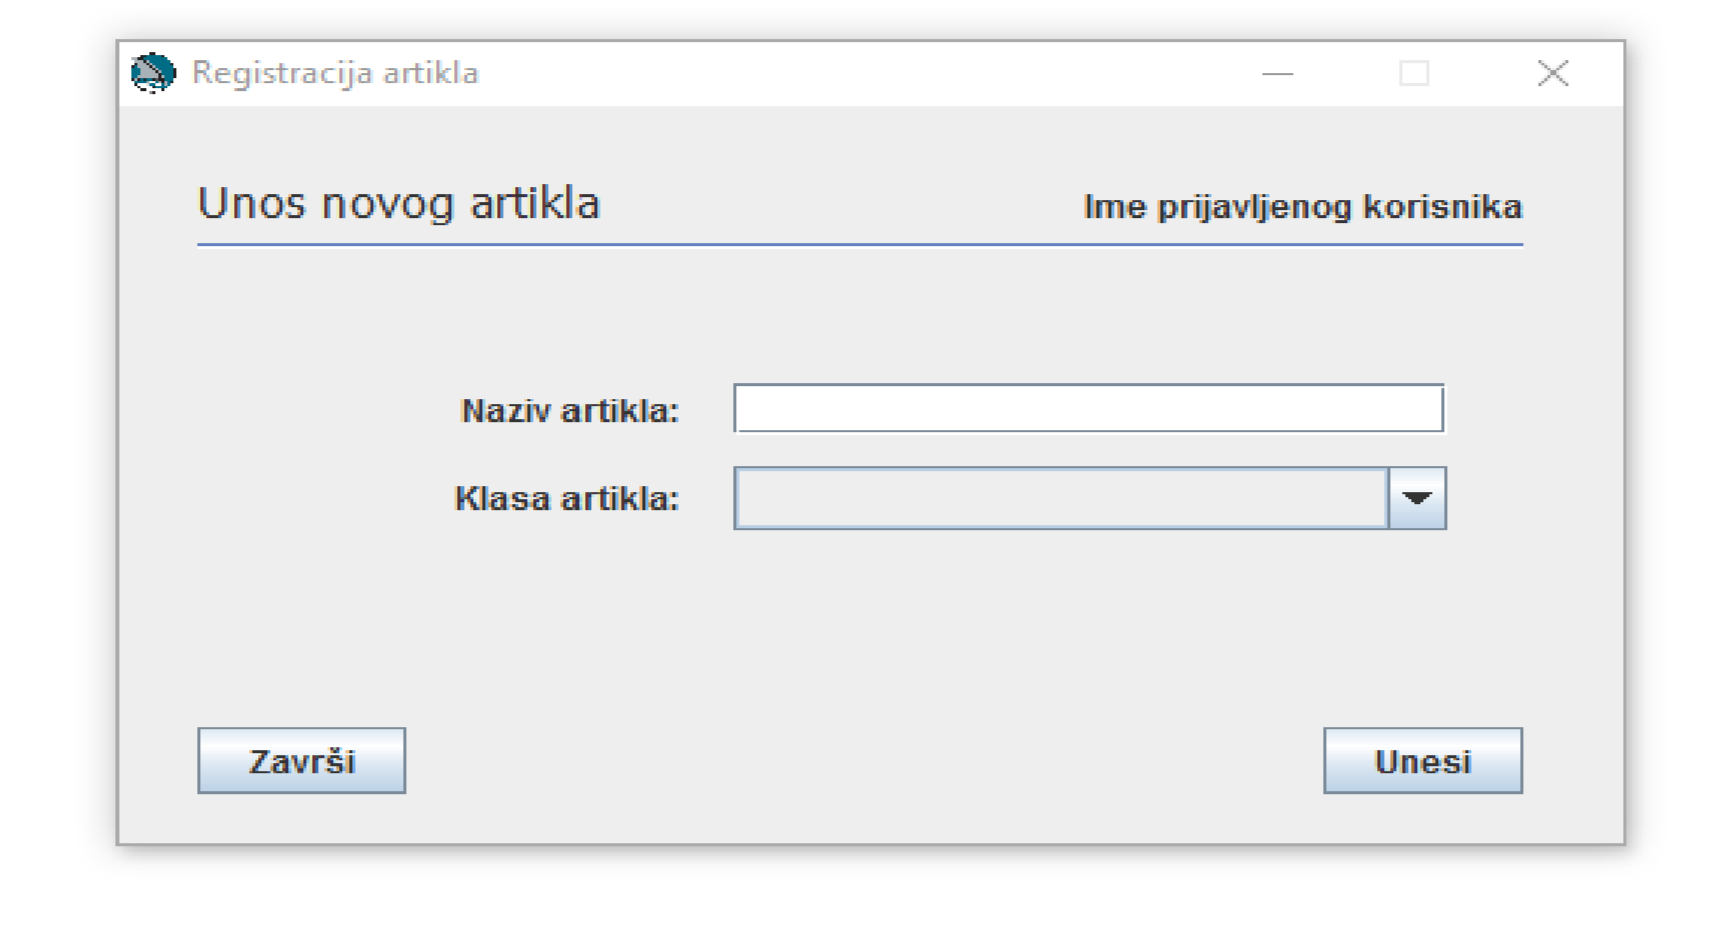 Registracija artikla
Unos novog artikla
Ime prijavljenog korisnika
Naziv artikla:
Klasa artikla:
Završi
Unesi